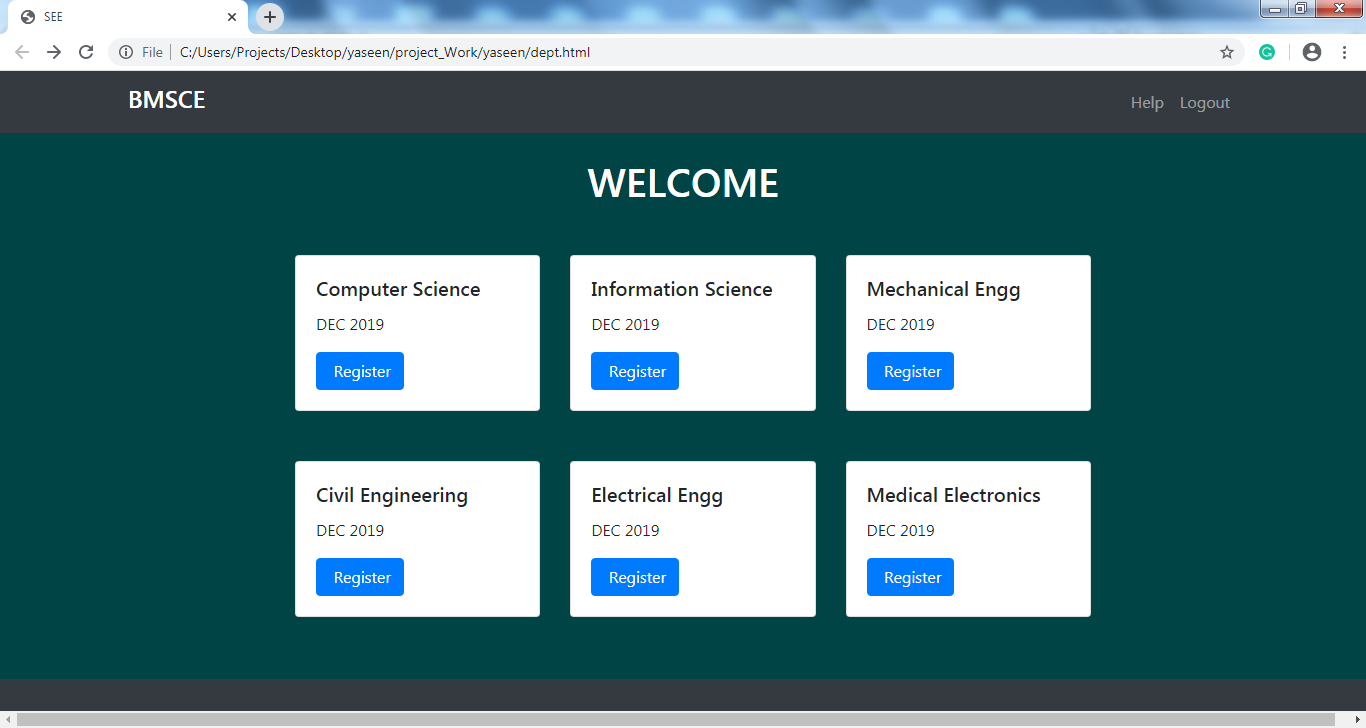 SEE
File C:/Users/Projects/Desktop/yaseen/project_Work/yaseen/dept.html
BMSCE Help Logout
WELCOME
Computer Science
DEC 2019
Register
Information Science
DEC 2019
Register
Mechanical Engg
DEC 2019
Register
Civil Engineering
DEC 2019
Register
Electrical Engg
DEC 2019
Register
Medical Electronics
DEC 2019
Register